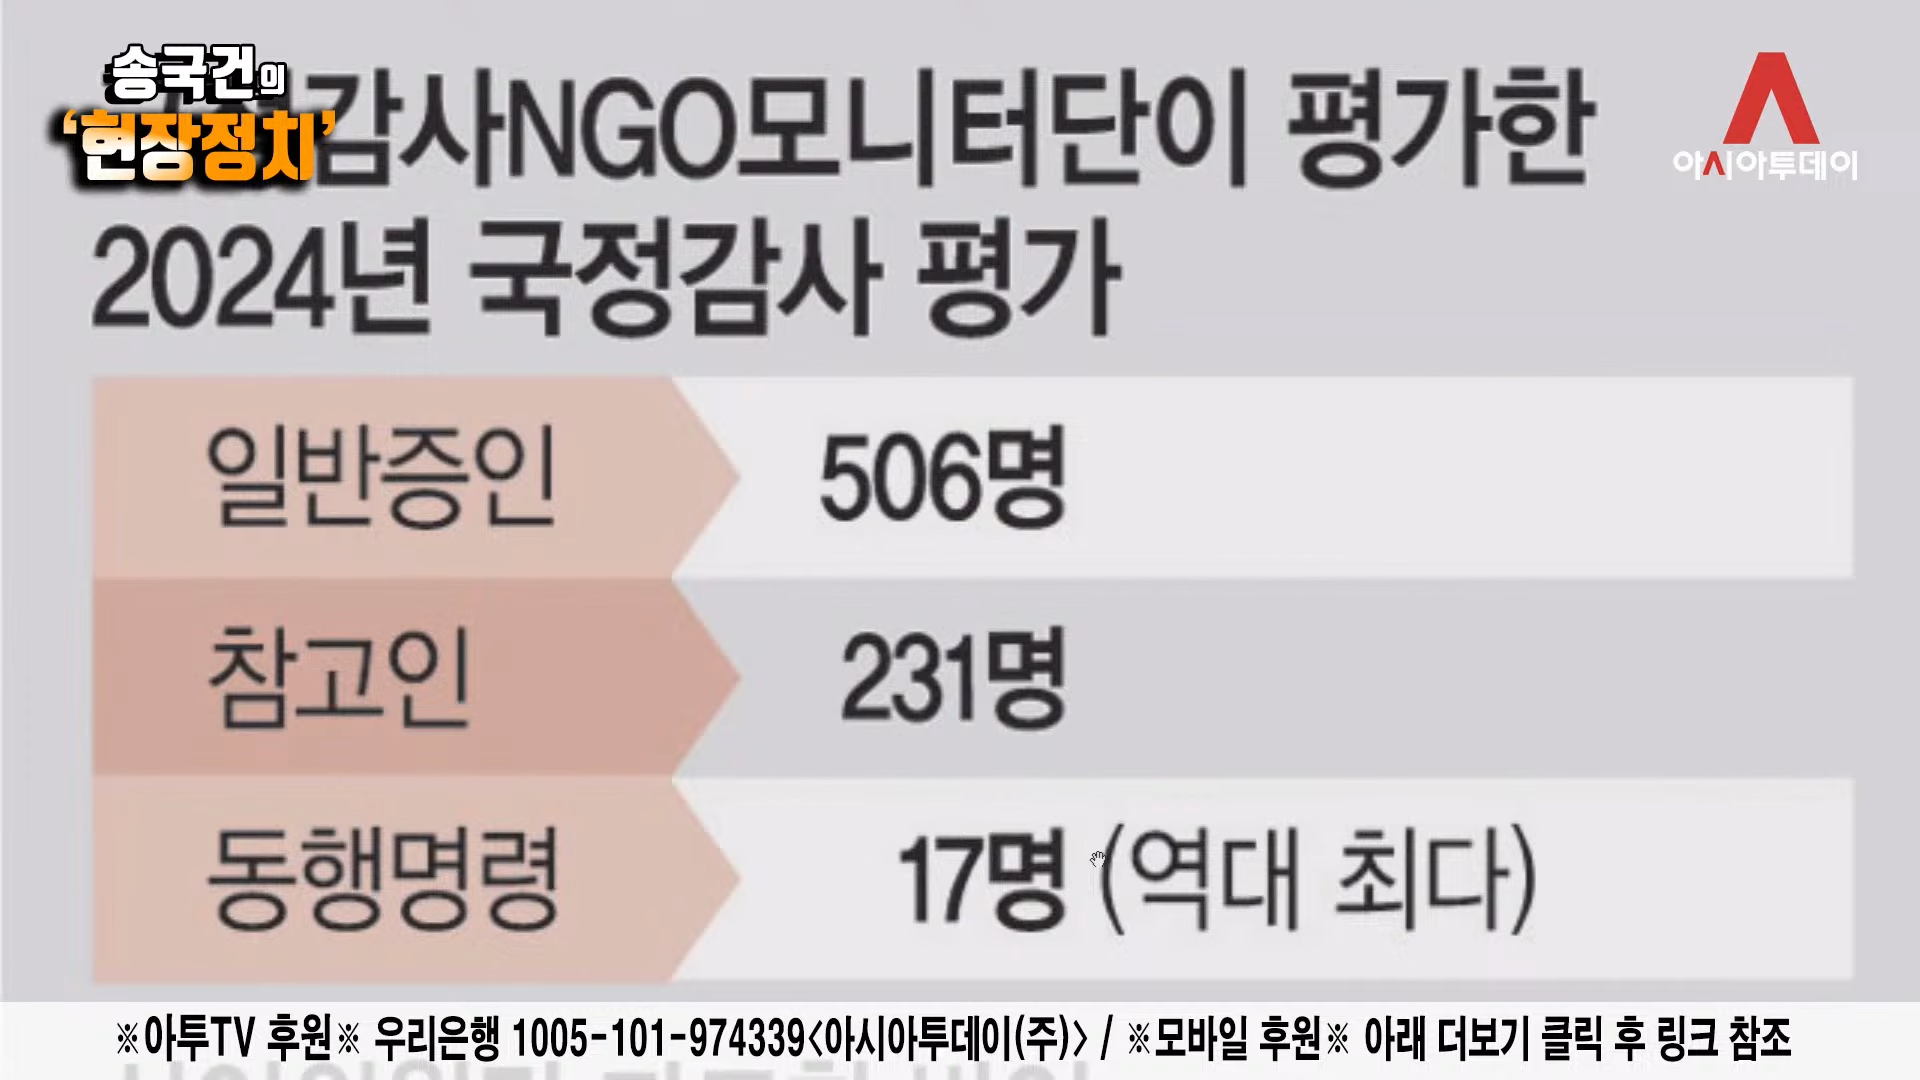 송국건의
'현장정치'
감사NGO모니터단이 평가한
2024년 국정감사 평가
아시아투데이
일반증인 506명
참고인 231명
동행명령 17명 (역대 최다)
※아투TV 후원※ 우리은행 1005-101-974339<아시아투데이(주)> / ※모바일 후원※ 아래 더보기 클릭 후 링크 참조